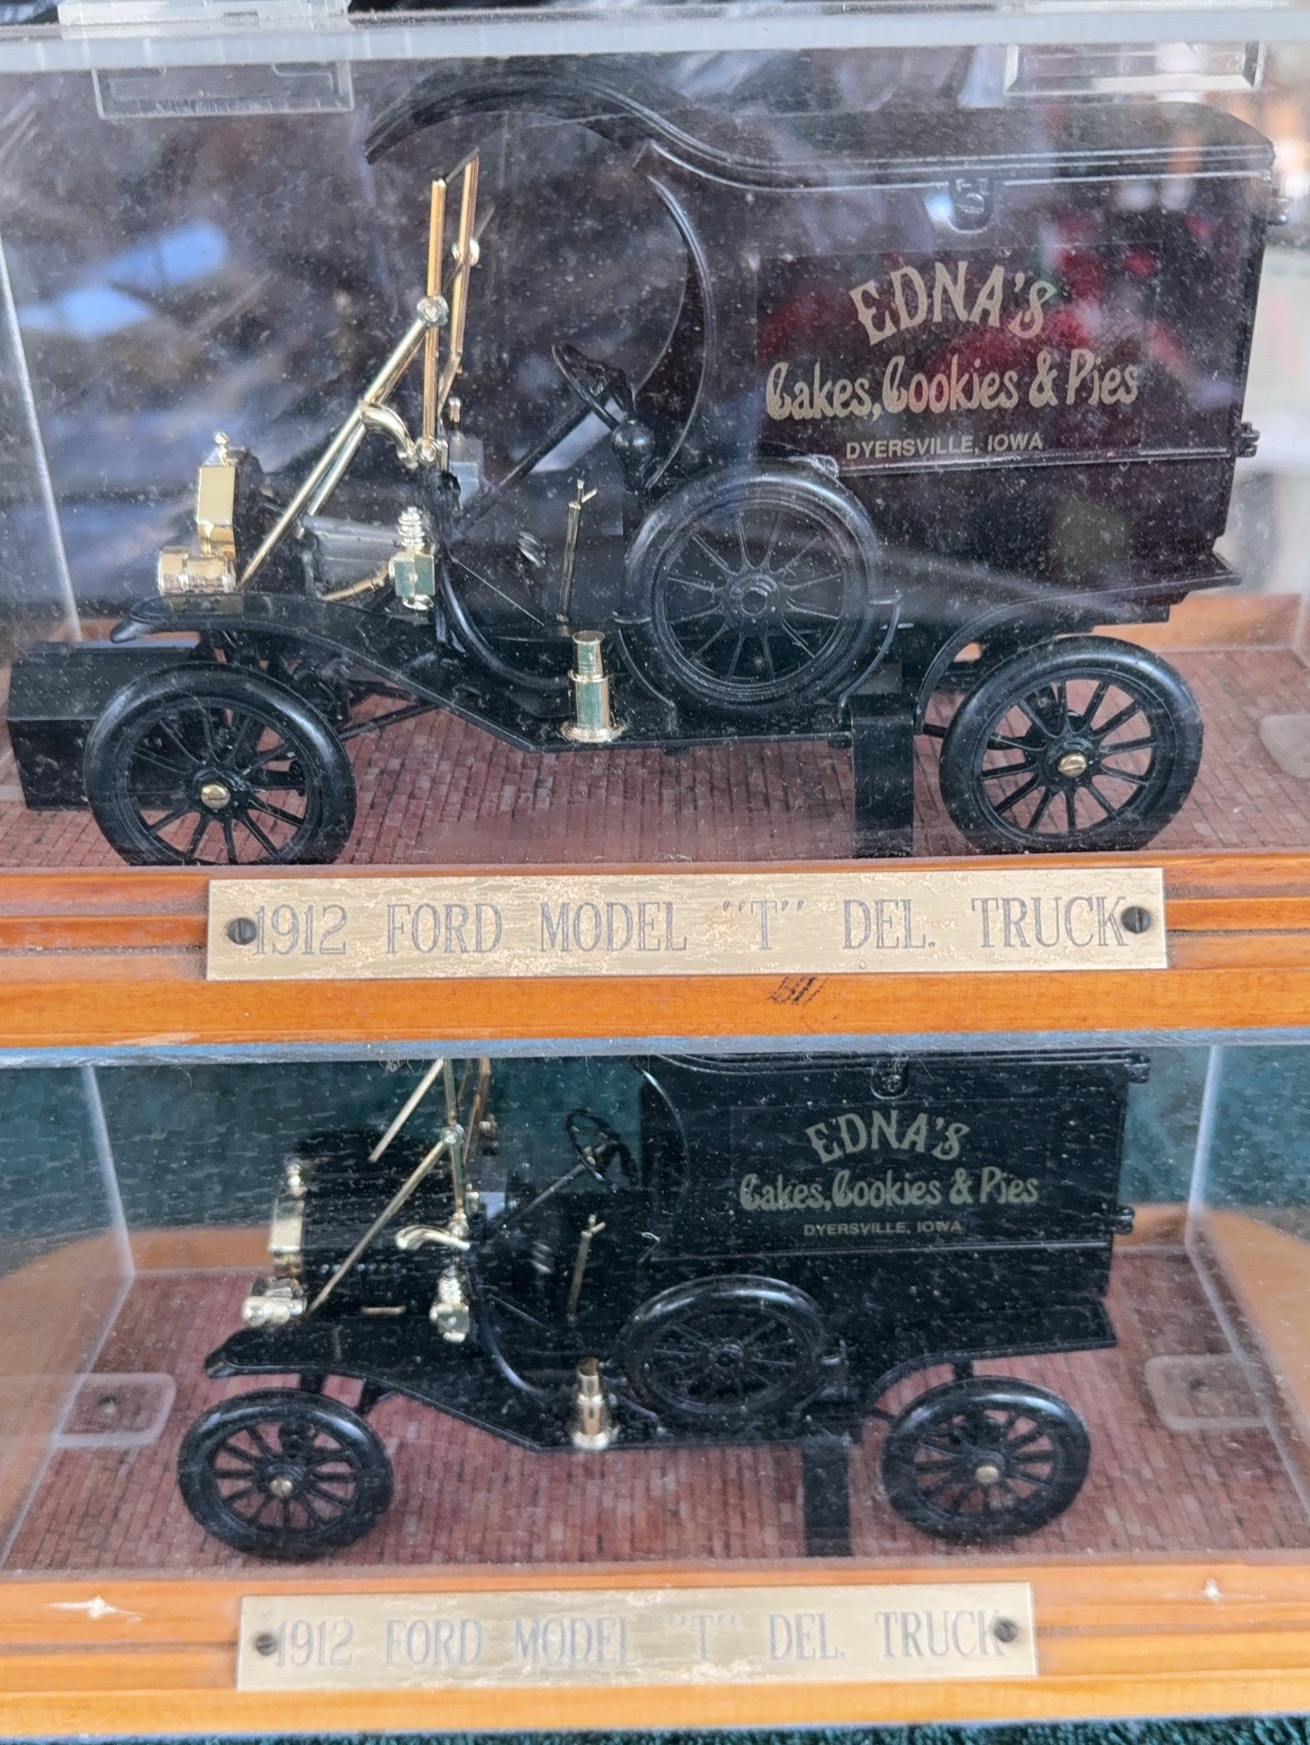 EDNA'S
Cakes, Cookies & Pies
DYERSVILLE, IOWA
1912 FORD MODEL "T" DEL. TRUCK
EDNA'S
Cakes, Cookies & Pies
DYERSVILLE, IOWA
1912 FORD MODEL "T" DEL. TRUCK